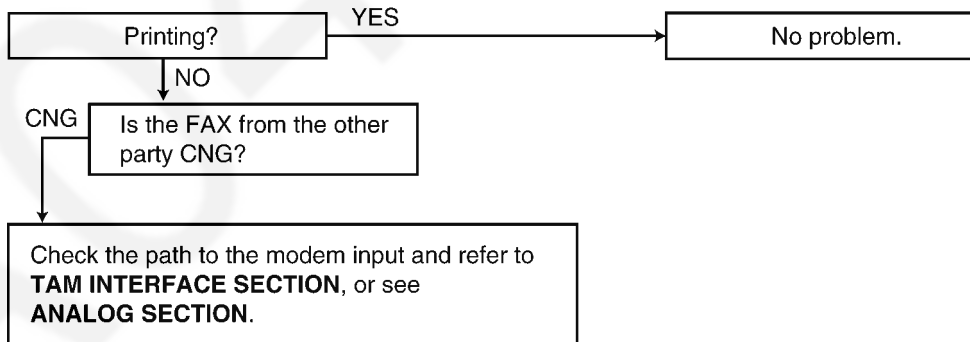 Printing?
YES
No problem.
NO
CNG
Is the FAX from the other
party CNG?
Check the path to the modem input and refer to
TAM INTERFACE SECTION, or see
ANALOG SECTION.